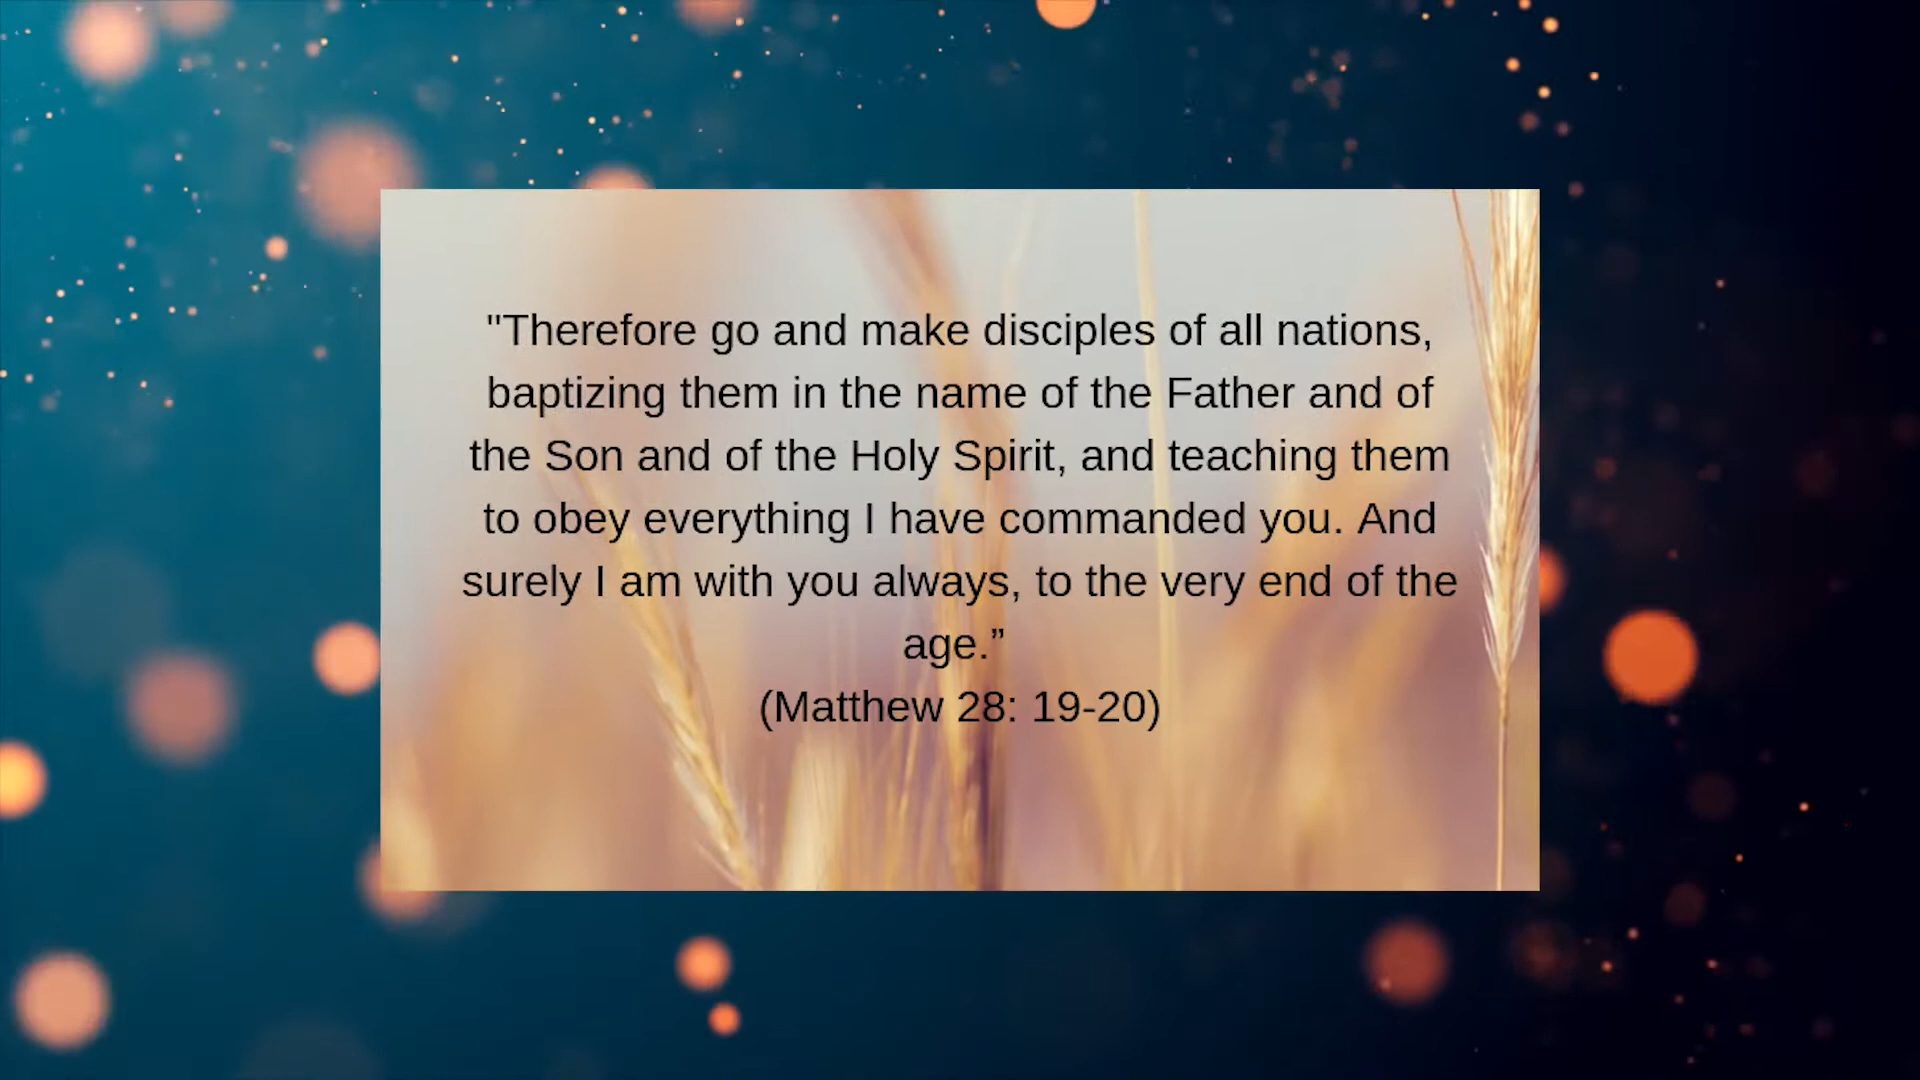 "Therefore go and make disciples of all nations,
baptizing them in the name of the Father and of
the Son and of the Holy Spirit, and teaching them
to obey everything I have commanded you. And
surely I am with you always, to the very end of the
age.”
(Matthew 28: 19-20)